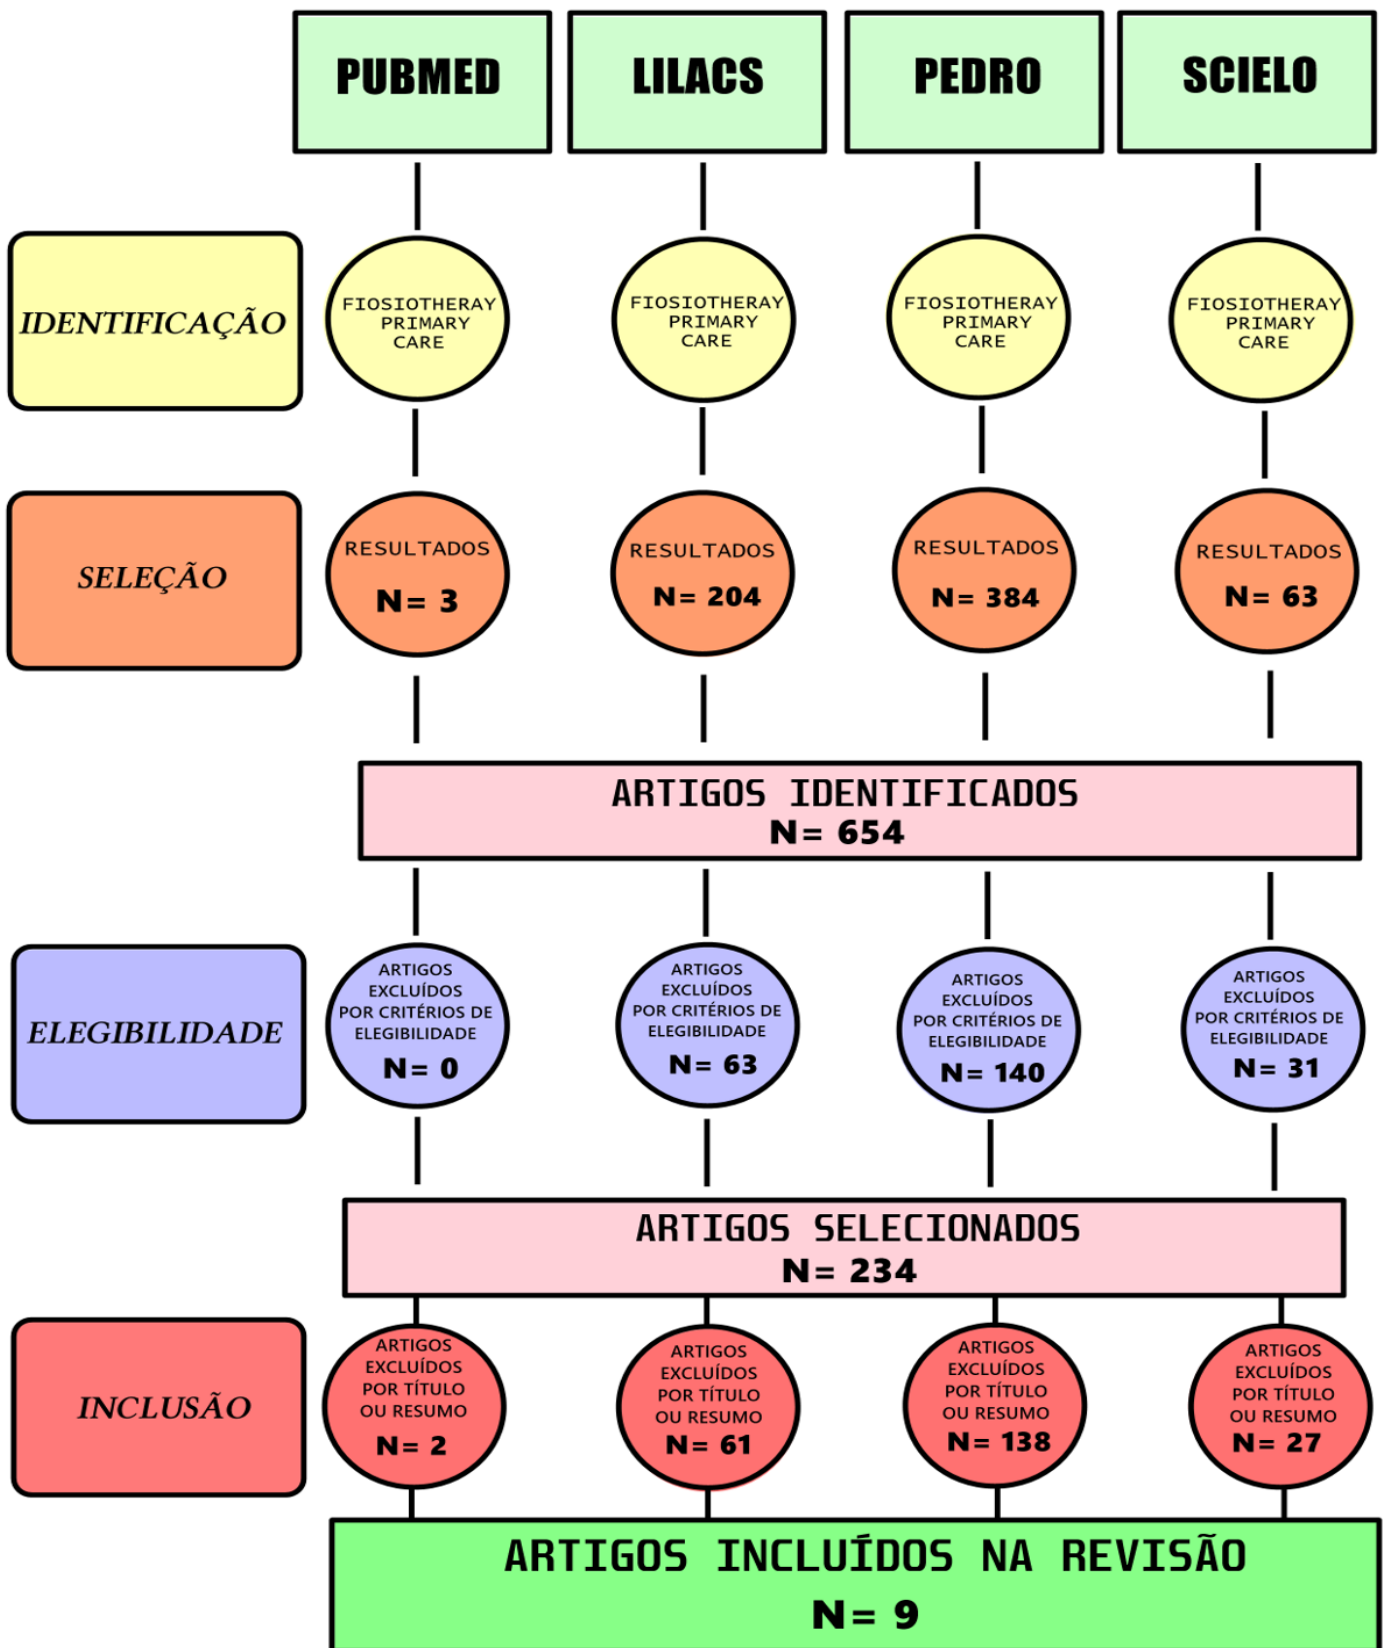 PUBMED
LILACS
PEDRO
SCIELO
IDENTIFICAÇÃO
FIOSIOTHERAY
PRIMARY
CARE
FIOSIOTHERAY
PRIMARY
CARE
FIOSIOTHERAY
PRIMARY
CARE
FIOSIOTHERAY
PRIMARY
CARE
SELEÇÃO
RESULTADOS
N= 3
RESULTADOS
N= 204
RESULTADOS
N= 384
RESULTADOS
N= 63
ARTIGOS IDENTIFICADOS
N= 654
ELEGIBILIDADE
ARTIGOS
EXCLUÍDOS
POR CRITÉRIOS DE
ELEGIBILIDADE
N= 0
ARTIGOS
EXCLUÍDOS
POR CRITÉRIOS DE
ELEGIBILIDADE
N= 63
ARTIGOS
EXCLUÍDOS
POR CRITÉRIOS DE
ELEGIBILIDADE
N= 140
ARTIGOS
EXCLUÍDOS
POR CRITÉRIOS DE
ELEGIBILIDADE
N= 31
ARTIGOS SELECIONADOS
N= 234
INCLUSÃO
ARTIGOS
EXCLUÍDOS
POR TÍTULO
OU RESUMO
N= 2
ARTIGOS
EXCLUÍDOS
POR TÍTULO
OU RESUMO
N= 61
ARTIGOS
EXCLUÍDOS
POR TÍTULO
OU RESUMO
N= 138
ARTIGOS
EXCLUÍDOS
POR TÍTULO
OU RESUMO
N= 27
ARTIGOS INCLUÍDOS NA REVISÃO
N= 9